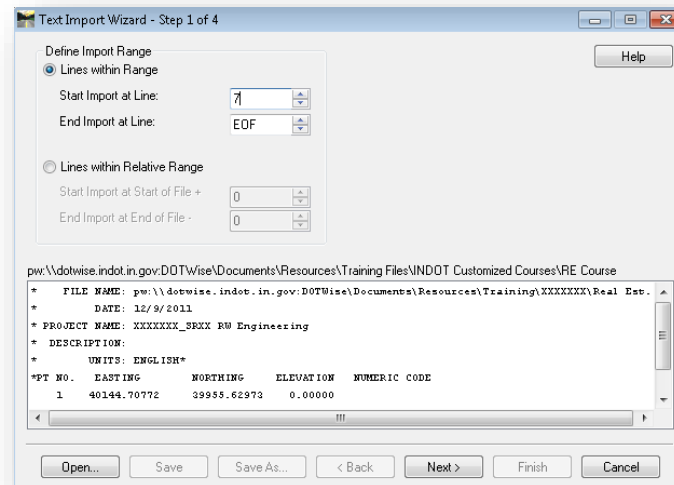 Text Import Wizard - Step 1 of 4
Define Import Range
Lines within Range
Start Import at Line: 7
End Import at Line: EOF
Lines within Relative Range
Start Import at Start of File + 0
End Import at End of File - 0
Help
pw:\\dotwise.indot.in.gov:DOTWise\Documents\Resources\Training Files\INDOT Customized Courses\RE Course
* FILE NAME: pw:\\dotwise.indot.in.gov:DOTWise\Documents\Resources\Training\XXXXXXX\Real Est.
* DATE: 12/9/2011
* PROJECT NAME: XXXXXXX_SRXX RW Engineering
* DESCRIPTION:
* UNITS: ENGLISH*
*PT NO. EASTING NORTHING ELEVATION NUMERIC CODE
1 40144.70772 39955.62973 0.00000
Open... Save Save As... < Back Next > Finish Cancel